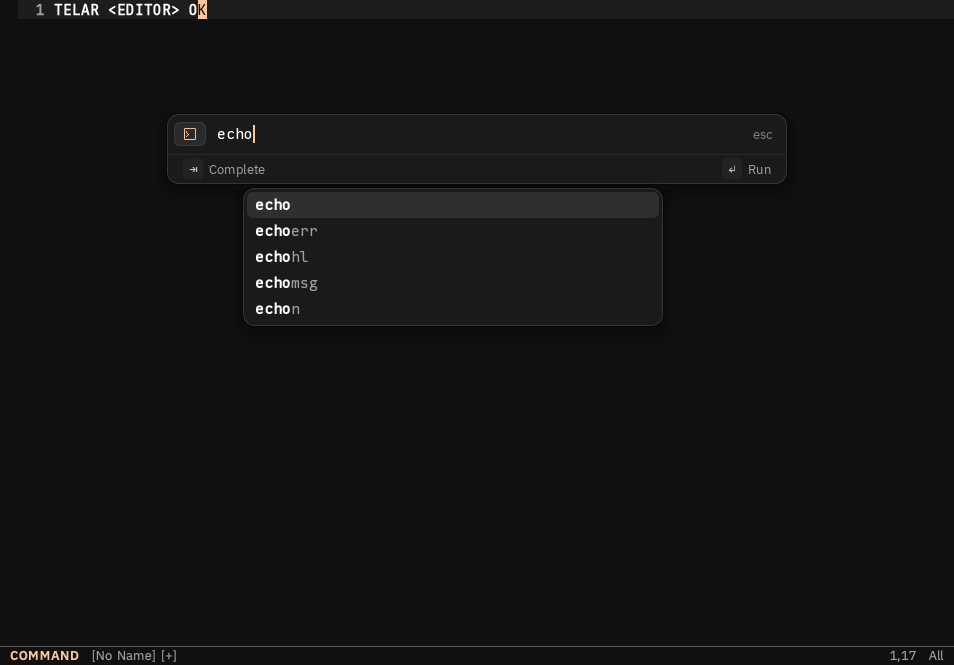 1 TELAR <EDITOR> OK
echo esc
Complete Run
echo
echoerr
echohl
echomsg
echon
COMMAND [No Name] [+] 1,17 All